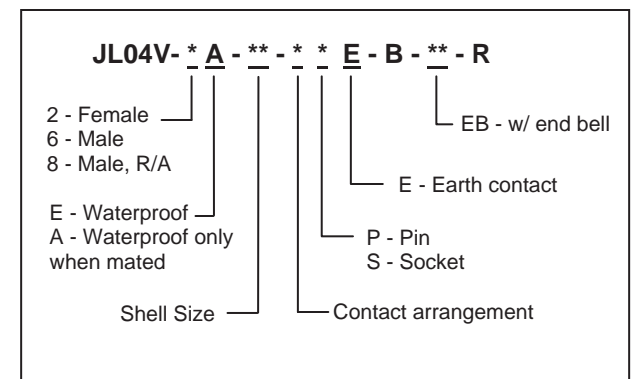 JL04V- * A - ** - * * E - B - ** - R
2 - Female
6 - Male
8 - Male, R/A
EB - w/ end bell
E - Earth contact
E - Waterproof
A - Waterproof only
when mated
P - Pin
S - Socket
Shell Size
Contact arrangement